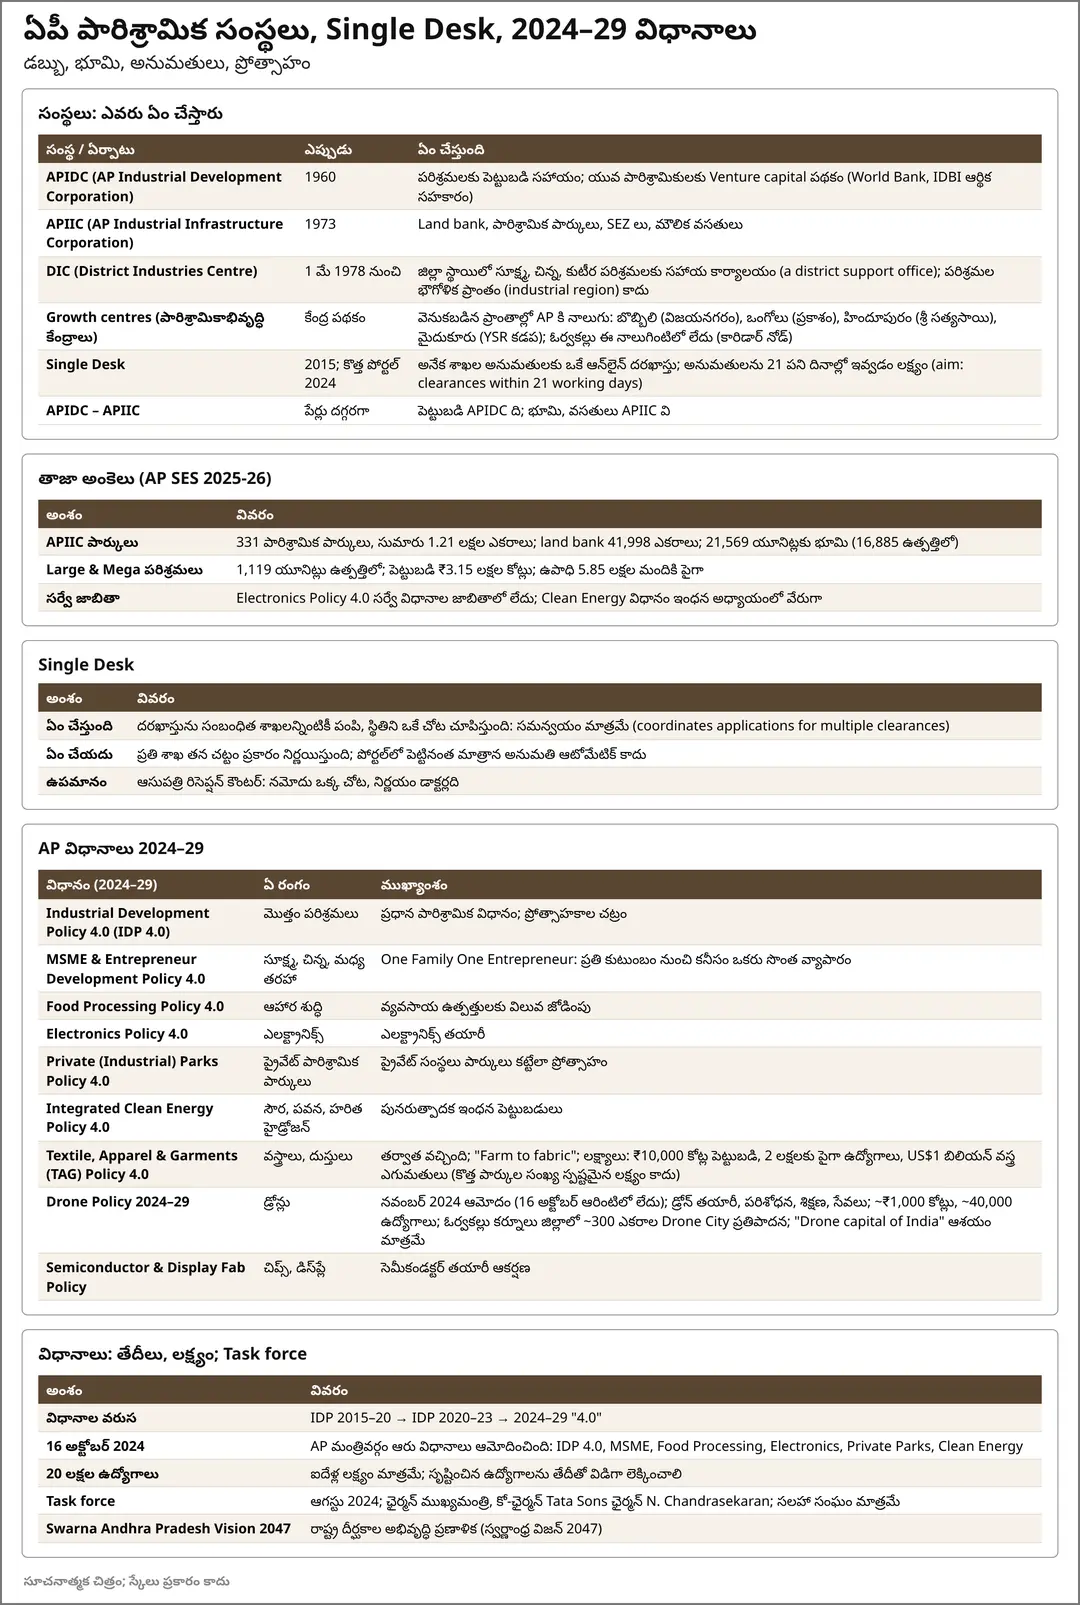 ఏపీ పారిశ్రామిక సంస్థలు, Single Desk, 2024–29 విధానాలు
డబ్బు, భూమి, అనుమతులు, ప్రోత్సాహం
సంస్థలు: ఎవరు ఏం చేస్తారు
సంస్థ / ఏర్పాటు ఎప్పుడు ఏం చేస్తుంది
APIDC (AP Industrial Development 1960 పరిశ్రమలకు పెట్టుబడి సహాయం; యువ పారిశ్రామికులకు Venture capital పథకం (World Bank, IDBI ఆర్థిక
Corporation) సహకారం)
APIIC (AP Industrial Infrastructure 1973 Land bank, పారిశ్రామిక పార్కులు, SEZ లు, మౌలిక వసతులు
Corporation)
DIC (District Industries Centre) 1 మే 1978 నుంచి జిల్లా స్థాయిలో సూక్ష్మ, చిన్న, కుటీర పరిశ్రమలకు సహాయ కార్యాలయం (a district support office); పరిశ్రమల
భౌగోళిక ప్రాంతం (industrial region) కాదు
Growth centres (పారిశ్రామికాభివృద్ధి కేంద్ర పథకం వెనుకబడిన ప్రాంతాల్లో AP కి నాలుగు: బొబ్బిలి (విజయనగరం), ఒంగోలు (ప్రకాశం), హిందూపురం (శ్రీ సత్యసాయి),
కేంద్రాలు) మైదుకూరు (YSR కడప); ఓర్వకల్లు ఈ నాలుగింటిలో లేదు (కారిడార్ నోడ్)
Single Desk 2015; కొత్త పోర్టల్ అనేక శాఖల అనుమతులకు ఒకే ఆన్‌లైన్ దరఖాస్తు; అనుమతులను 21 పని దినాల్లో ఇవ్వడం లక్ష్యం (aim:
2024 clearances within 21 working days)
APIDC – APIIC పేర్లు దగ్గరగా పెట్టుబడి APIDC ది; భూమి, వసతులు APIIC వి
తాజా అంకెలు (AP SES 2025-26)
అంశం వివరం
APIIC పార్కులు 331 పారిశ్రామిక పార్కులు, సుమారు 1.21 లక్షల ఎకరాలు; land bank 41,998 ఎకరాలు; 21,569 యూనిట్లకు భూమి (16,885 ఉత్పత్తిలో)
Large & Mega పరిశ్రమలు 1,119 యూనిట్లు ఉత్పత్తిలో; పెట్టుబడి ₹3.15 లక్షల కోట్లు; ఉపాధి 5.85 లక్షల మందికి పైగా
సర్వే జాబితా Electronics Policy 4.0 సర్వే విధానాల జాబితాలో లేదు; Clean Energy విధానం ఇంధన అధ్యాయంలో వేరుగా
Single Desk
అంశం వివరం
ఏం చేస్తుంది దరఖాస్తును సంబంధిత శాఖలన్నింటికీ పంపి, స్థితిని ఒకే చోట చూపిస్తుంది: సమన్వయం మాత్రమే (coordinates applications for multiple clearances)
ఏం చేయదు ప్రతి శాఖ తన చట్టం ప్రకారం నిర్ణయిస్తుంది; పోర్టల్‌లో పెట్టినంత మాత్రాన అనుమతి ఆటోమేటిక్ కాదు
ఉపమానం ఆసుపత్రి రిసెప్షన్ కౌంటర్: నమోదు ఒక్క చోట, నిర్ణయం డాక్టర్లది
AP విధానాలు 2024–29
విధానం (2024–29) ఏ రంగం ముఖ్యాంశం
Industrial Development మొత్తం పరిశ్రమలు ప్రధాన పారిశ్రామిక విధానం; ప్రోత్సాహకాల చట్రం
Policy 4.0 (IDP 4.0)
MSME & Entrepreneur సూక్ష్మ, చిన్న, మధ్య One Family One Entrepreneur: ప్రతి కుటుంబం నుంచి కనీసం ఒకరు సొంత వ్యాపారం
Development Policy 4.0 తరహా
Food Processing Policy 4.0 ఆహార శుద్ధి వ్యవసాయ ఉత్పత్తులకు విలువ జోడింపు
Electronics Policy 4.0 ఎలక్ట్రానిక్స్ ఎలక్ట్రానిక్స్ తయారీ
Private (Industrial) Parks ప్రైవేట్ పారిశ్రామిక ప్రైవేట్ సంస్థలు పార్కులు కట్టేలా ప్రోత్సాహం
Policy 4.0 పార్కులు
Integrated Clean Energy సౌర, పవన, హరిత పునరుత్పాదక ఇంధన పెట్టుబడులు
Policy 4.0 హైడ్రోజన్
Textile, Apparel & Garments వస్త్రాలు, దుస్తులు తర్వాత వచ్చింది; "Farm to fabric"; లక్ష్యాలు: ₹10,000 కోట్ల పెట్టుబడి, 2 లక్షలకు పైగా ఉద్యోగాలు, US$1 బిలియన్ వస్త్ర
(TAG) Policy 4.0 ఎగుమతులు (కొత్త పార్కుల సంఖ్య స్పష్టమైన లక్ష్యం కాదు)
Drone Policy 2024–29 డ్రోన్లు నవంబర్ 2024 ఆమోదం (16 అక్టోబర్ ఆరింటిలో లేదు); డ్రోన్ తయారీ, పరిశోధన, శిక్షణ, సేవలు; ~₹1,000 కోట్లు, ~40,000
ఉద్యోగాలు; ఓర్వకల్లు కర్నూలు జిల్లాలో ~300 ఎకరాల Drone City ప్రతిపాదన; "Drone capital of India" ఆశయం
మాత్రమే
Semiconductor & Display Fab చిప్స్, డిస్‌ప్లే సెమీకండక్టర్ తయారీ ఆకర్షణ
Policy
విధానాలు: తేదీలు, లక్ష్యం; Task force
అంశం వివరం
విధానాల వరుస IDP 2015–20 → IDP 2020–23 → 2024–29 "4.0"
16 అక్టోబర్ 2024 AP మంత్రివర్గం ఆరు విధానాలు ఆమోదించింది: IDP 4.0, MSME, Food Processing, Electronics, Private Parks, Clean Energy
20 లక్షల ఉద్యోగాలు ఐదేళ్ల లక్ష్యం మాత్రమే; సృష్టించిన ఉద్యోగాలను తేదీతో విడిగా లెక్కించాలి
Task force ఆగస్టు 2024; ఛైర్మన్ ముఖ్యమంత్రి, కో-ఛైర్మన్ Tata Sons ఛైర్మన్ N. Chandrasekaran; సలహా సంఘం మాత్రమే
Swarna Andhra Pradesh Vision 2047 రాష్ట్ర దీర్ఘకాల అభివృద్ధి ప్రణాళిక (స్వర్ణాంధ్ర విజన్ 2047)
సూచనాత్మక చిత్రం; స్కేలు ప్రకారం కాదు